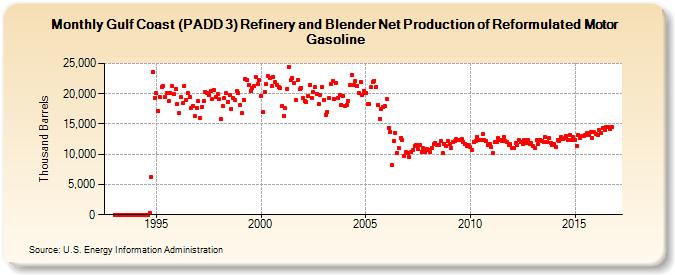 Monthly Gulf Coast (PADD 3) Refinery and Blender Net Production of Reformulated Motor
Gasoline
Thousand Barrels
25,000
20,000
15,000
10,000
5,000
0
1995
2000
2005
2010
2015
Source: U.S. Energy Information Administration